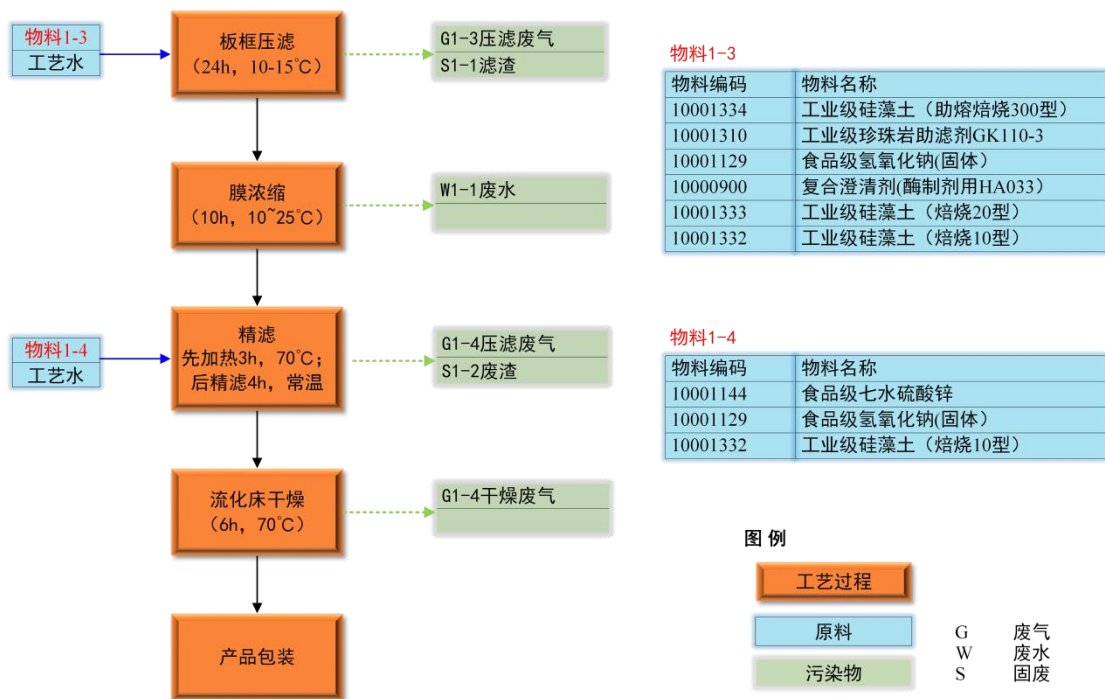 物料1-3
工艺水
板框压滤
（24h，10-15℃）
G1-3压滤废气
S1-1滤渣
膜浓缩
（10h，10~25℃）
W1-1废水
物料1-4
工艺水
精滤
先加热3h，70℃；
后精滤4h，常温
G1-4压滤废气
S1-2废渣
流化床干燥
（6h，70℃）
G1-4干燥废气
产品包装
物料1-3
物料编码 物料名称
10001334 工业级硅藻土（助熔焙烧300型）
10001310 工业级珍珠岩助滤剂GK110-3
10001129 食品级氢氧化钠(固体）
10000900 复合澄清剂(酶制剂用HA033）
10001333 工业级硅藻土（焙烧20型）
10001332 工业级硅藻土（焙烧10型）
物料1-4
物料编码 物料名称
10001144 食品级七水硫酸锌
10001129 食品级氢氧化钠(固体）
10001332 工业级硅藻土（焙烧10型）
图 例
工艺过程
原料
污染物
G 废气
W 废水
S 固废